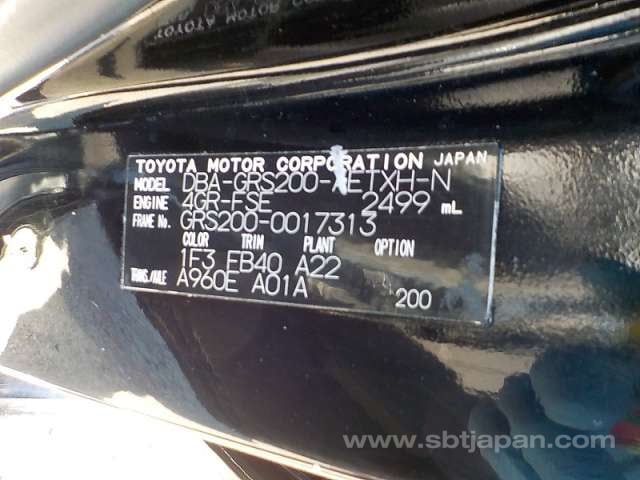 TOYOTA MOTOR CORPORATION JAPAN
MODEL DBA-GRS200-AETXH-N
ENGINE 4GR-FSE 2499 mL
FRAME No. GRS200-0017313
COLOR TRIM PLANT OPTION
1F3 FB40 A22
TRANS./AXLE A960E A01A 200
www.sbtjapan.com